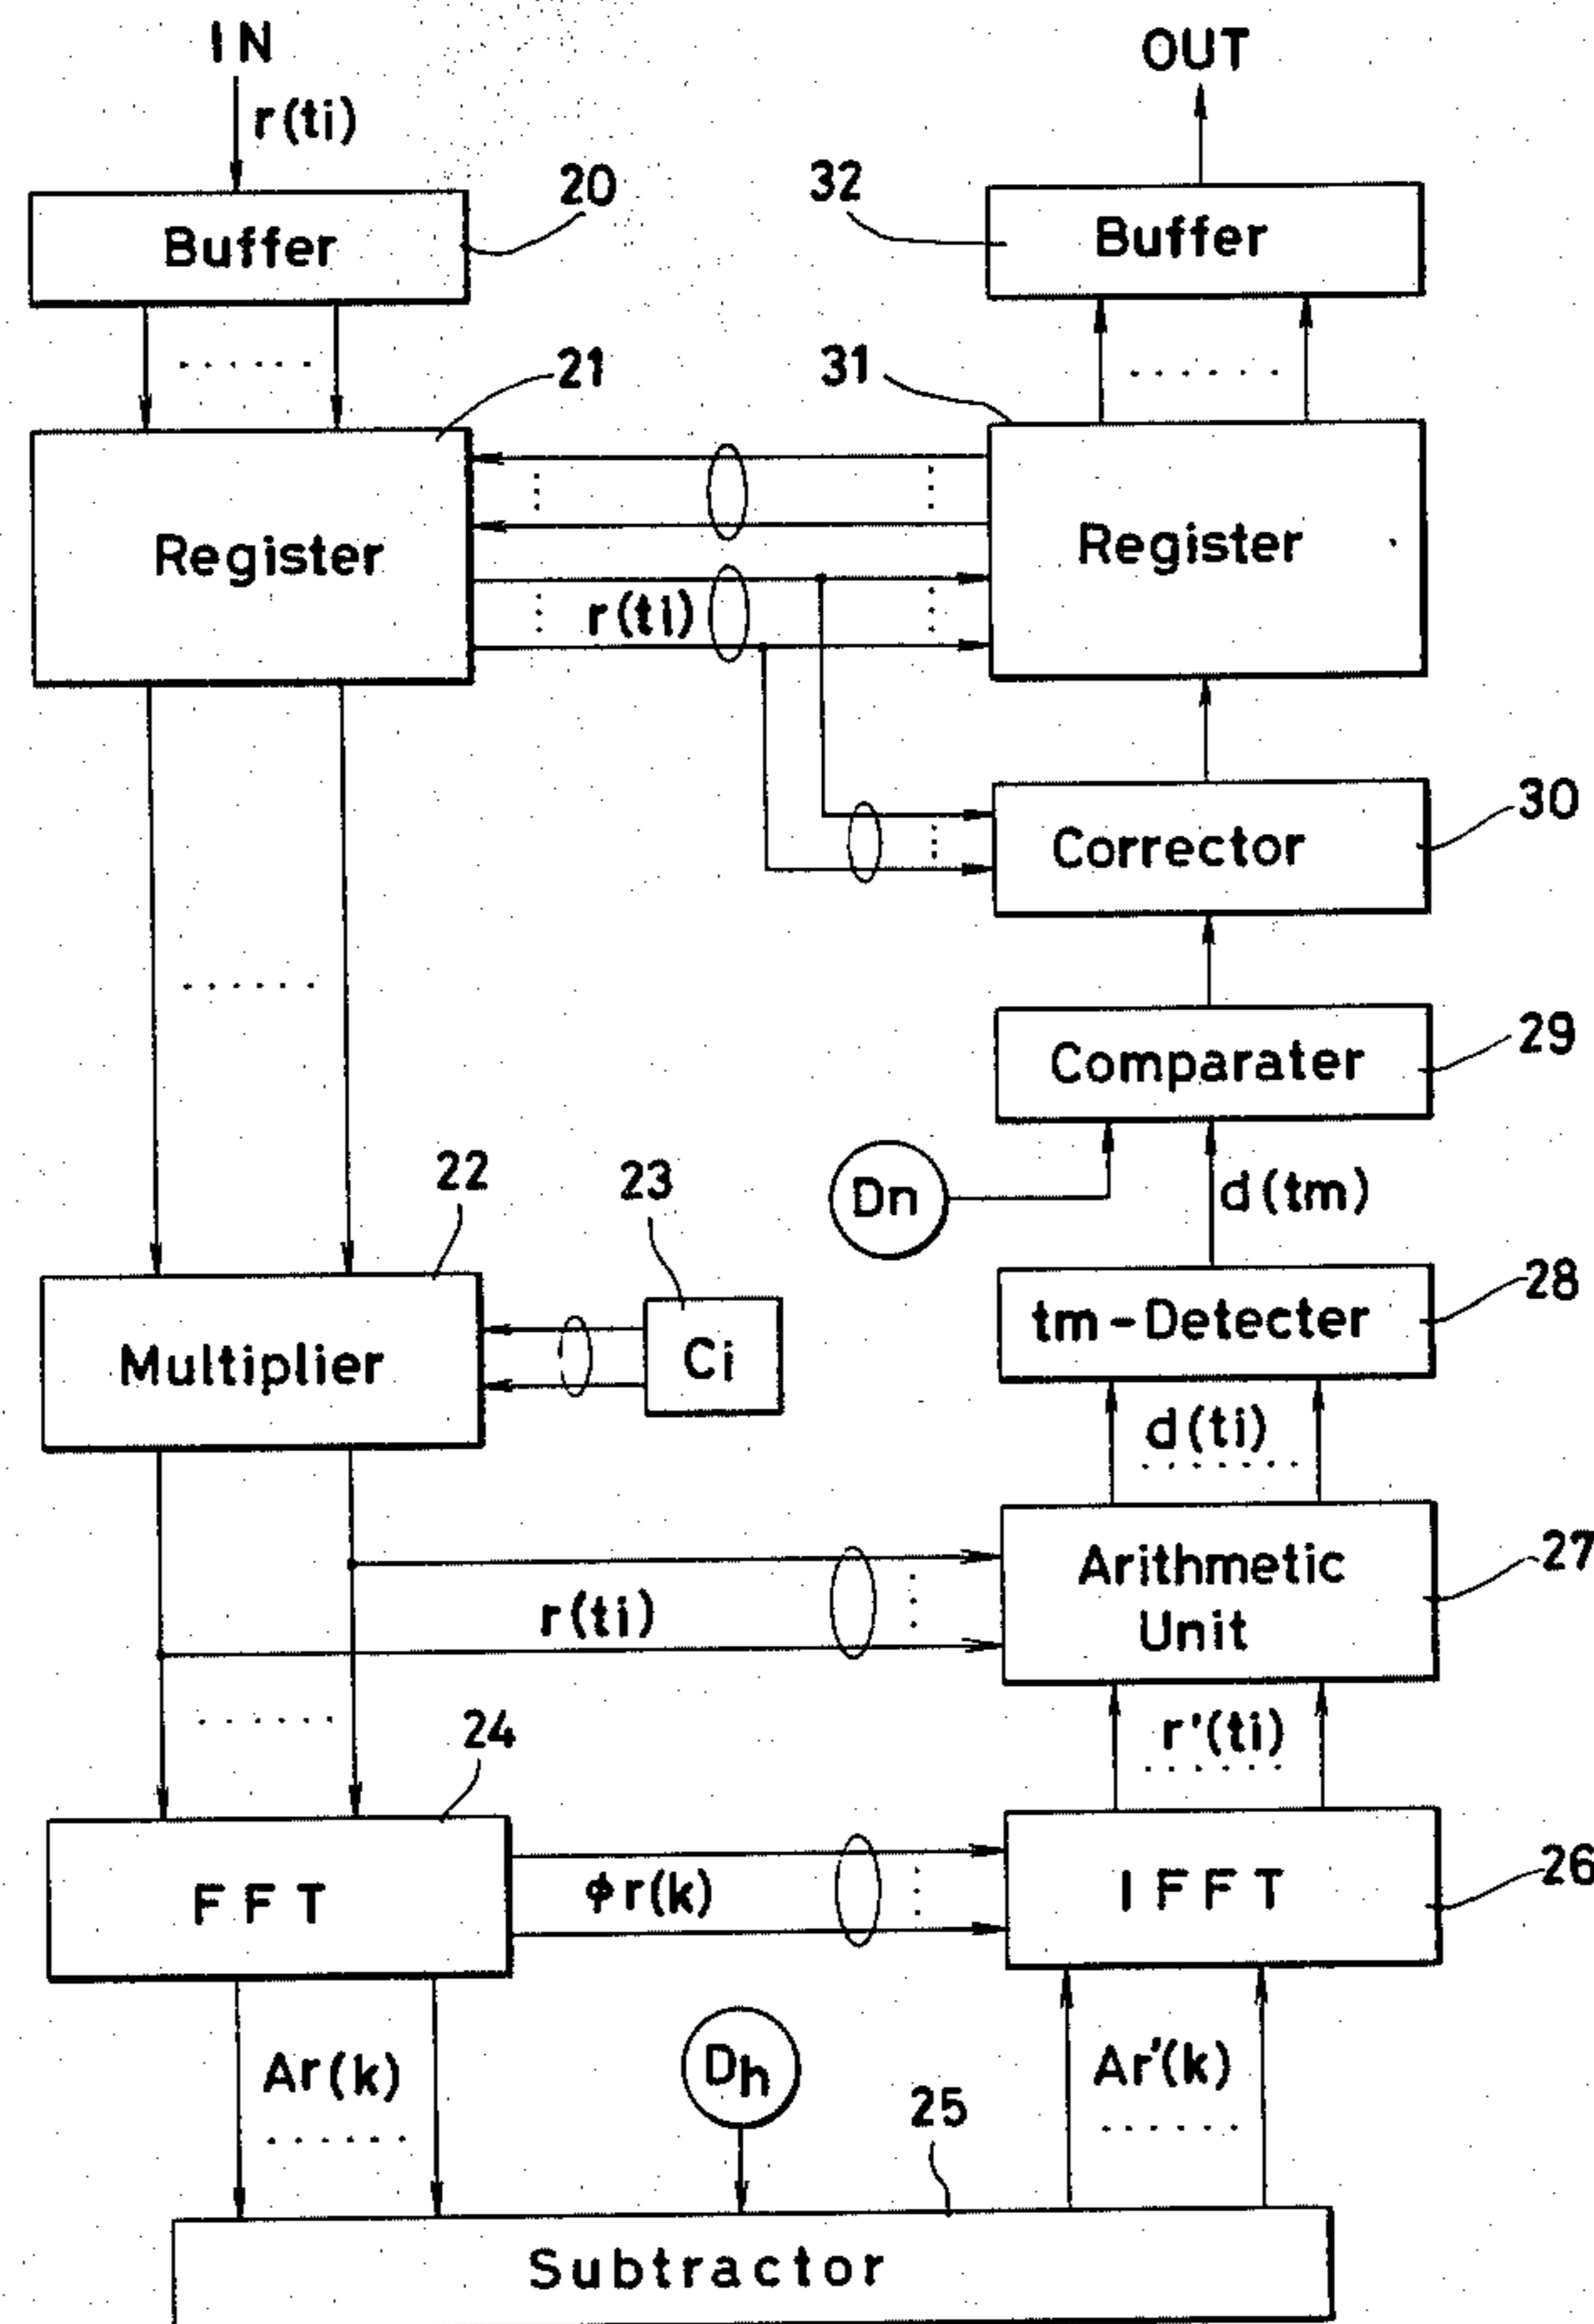 IN
OUT
r(ti)
20
32
Buffer
Buffer
21
31
Register
Register
r(ti)
30
Corrector
29
Comparater
22
23
Dn
d(tm)
28
tm-Detecter
Multiplier
Ci
d(ti)
27
Arithmetic
Unit
r(ti)
24
r'(ti)
26
FFT
ϕr(k)
IFFT
Ar(k)
Dh
25
Ar'(k)
Subtractor